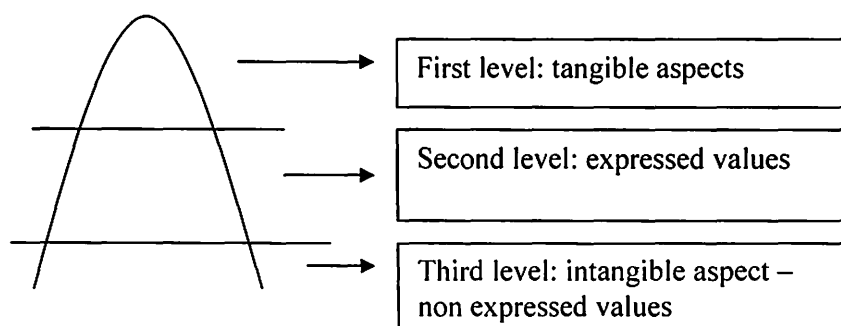 First level: tangible aspects
Second level: expressed values
Third level: intangible aspect –
non expressed values